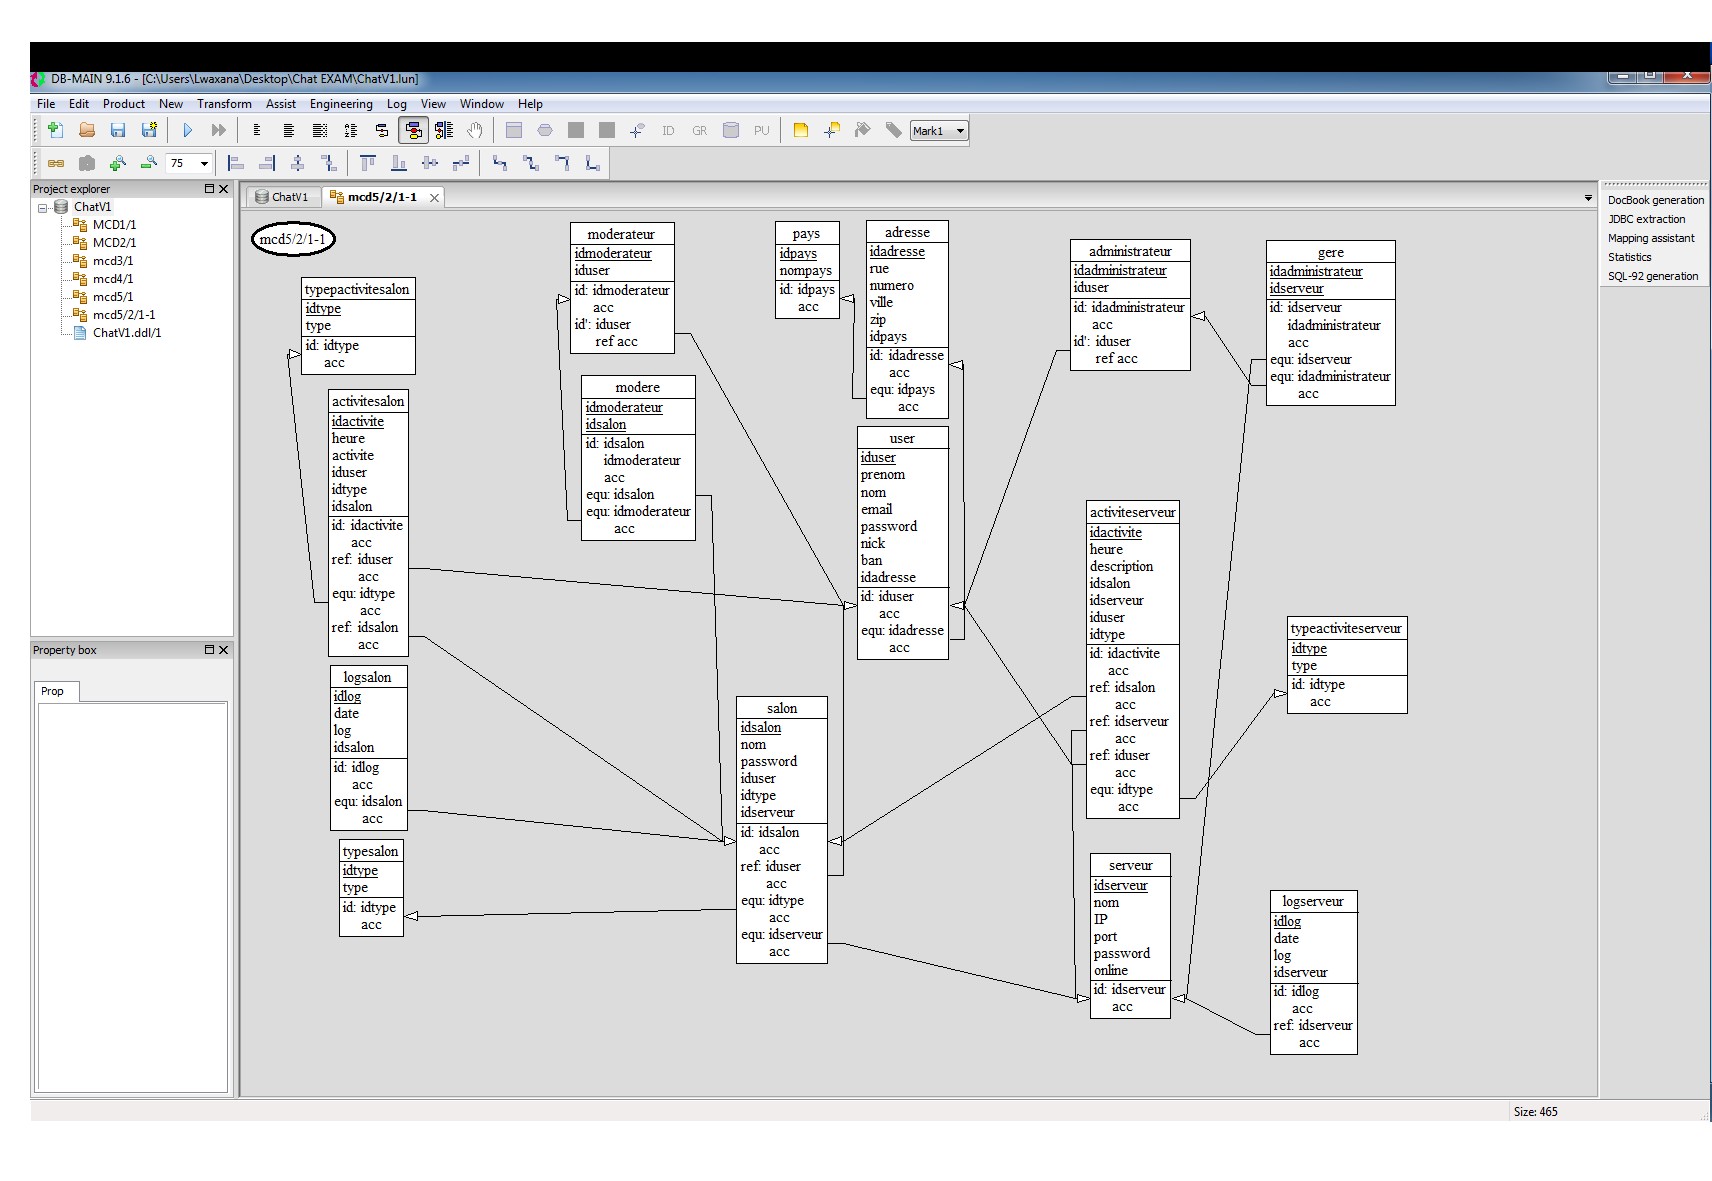 DB-MAIN 9.1.6 - [C:\Users\Lwaxana\Desktop\Chat EXAM\ChatV1.lun]
File Edit Product New Transform Assist Engineering Log View Window Help
ID GR PU Mark1
75
Project explorer
ChatV1
MCD1/1
MCD2/1
mcd3/1
mcd4/1
mcd5/1
mcd5/2/1-1
ChatV1.ddl/1
Property box
Prop
ChatV1 mcd5/2/1-1
mcd5/2/1-1
typepactivitesalon
idtype
type
id: idtype
acc
activitesalon
idactivite
heure
activite
iduser
idtype
idsalon
id: idactivite
acc
ref: iduser
acc
equ: idtype
acc
ref: idsalon
acc
logsalon
idlog
date
log
idsalon
id: idlog
acc
equ: idsalon
acc
typesalon
idtype
type
id: idtype
acc
moderateur
idmoderateur
iduser
id: idmoderateur
acc
id': iduser
ref acc
modere
idmoderateur
idsalon
id: idsalon
idmoderateur
acc
equ: idsalon
equ: idmoderateur
acc
pays
idpays
nompays
id: idpays
acc
adresse
idadresse
rue
numero
ville
zip
idpays
id: idadresse
acc
equ: idpays
acc
user
iduser
prenom
nom
email
password
nick
ban
idadresse
id: iduser
acc
equ: idadresse
acc
salon
idsalon
nom
password
iduser
idtype
idserveur
id: idsalon
acc
ref: iduser
acc
equ: idtype
acc
equ: idserveur
acc
administrateur
idadministrateur
iduser
id: idadministrateur
acc
id': iduser
ref acc
gere
idadministrateur
idserveur
id: idserveur
idadministrateur
acc
equ: idserveur
equ: idadministrateur
acc
activiteserveur
idactivite
heure
description
idsalon
idserveur
iduser
idtype
id: idactivite
acc
ref: idsalon
acc
ref: idserveur
acc
ref: iduser
acc
equ: idtype
acc
typeactiviteserveur
idtype
type
id: idtype
acc
serveur
idserveur
nom
IP
port
password
online
id: idserveur
acc
logserveur
idlog
date
log
idserveur
id: idlog
acc
ref: idserveur
acc
DocBook generation
JDBC extraction
Mapping assistant
Statistics
SQL-92 generation
Size: 465